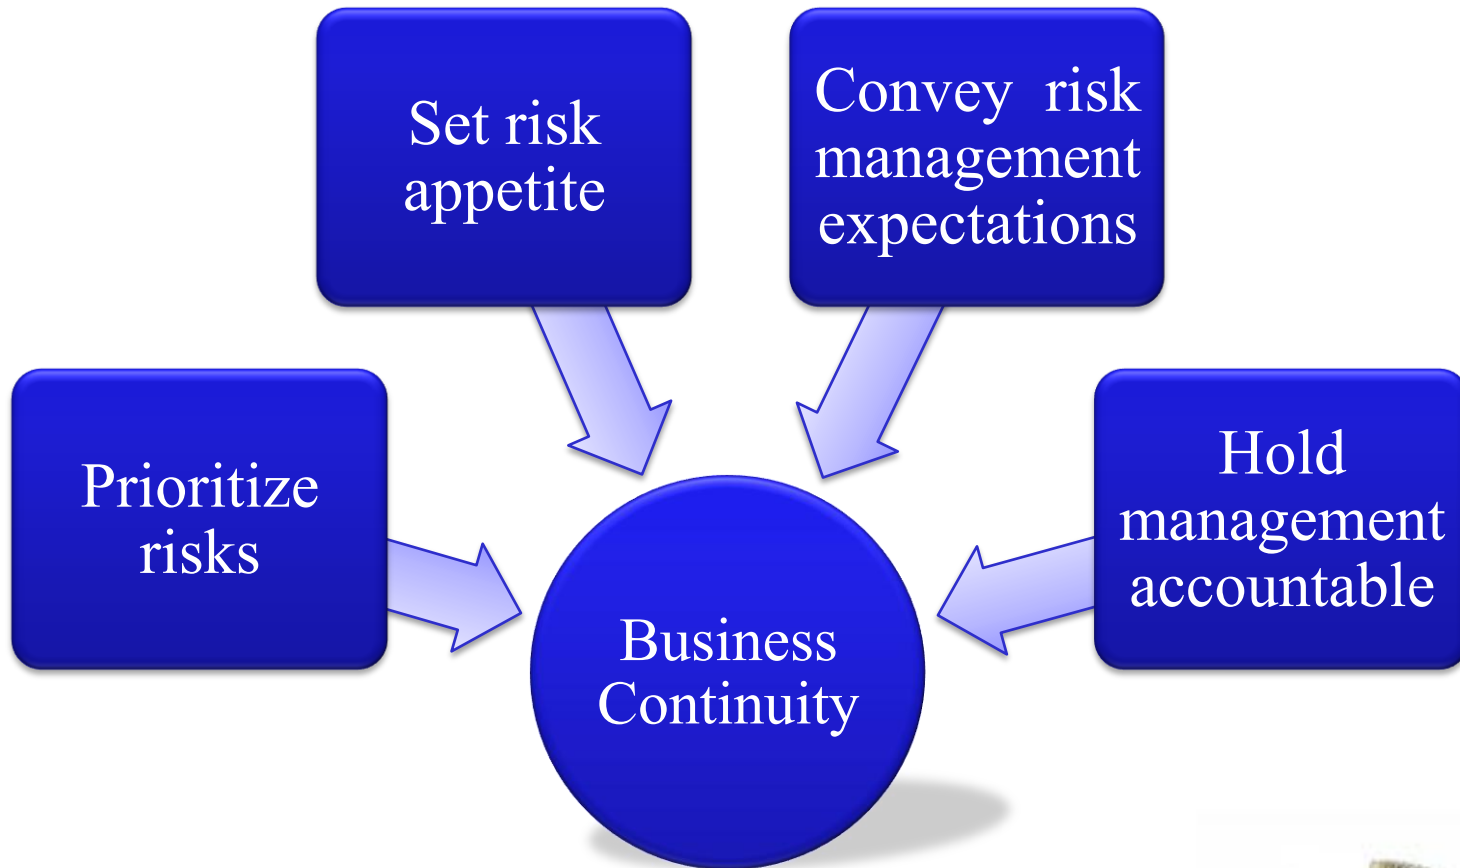 Set risk
appetite
Convey risk
management
expectations
Prioritize
risks
Hold
management
accountable
Business
Continuity